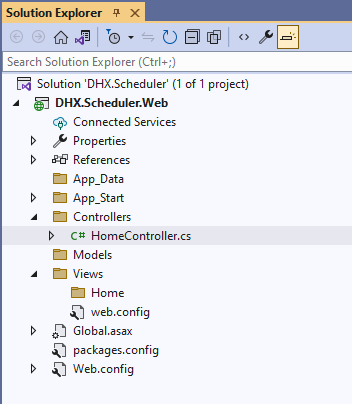 Solution Explorer
Search Solution Explorer (Ctrl+;)
Solution 'DHX.Scheduler' (1 of 1 project)
DHX.Scheduler.Web
Connected Services
Properties
References
App_Data
App_Start
Controllers
C# HomeController.cs
Models
Views
Home
web.config
Global.asax
packages.config
Web.config